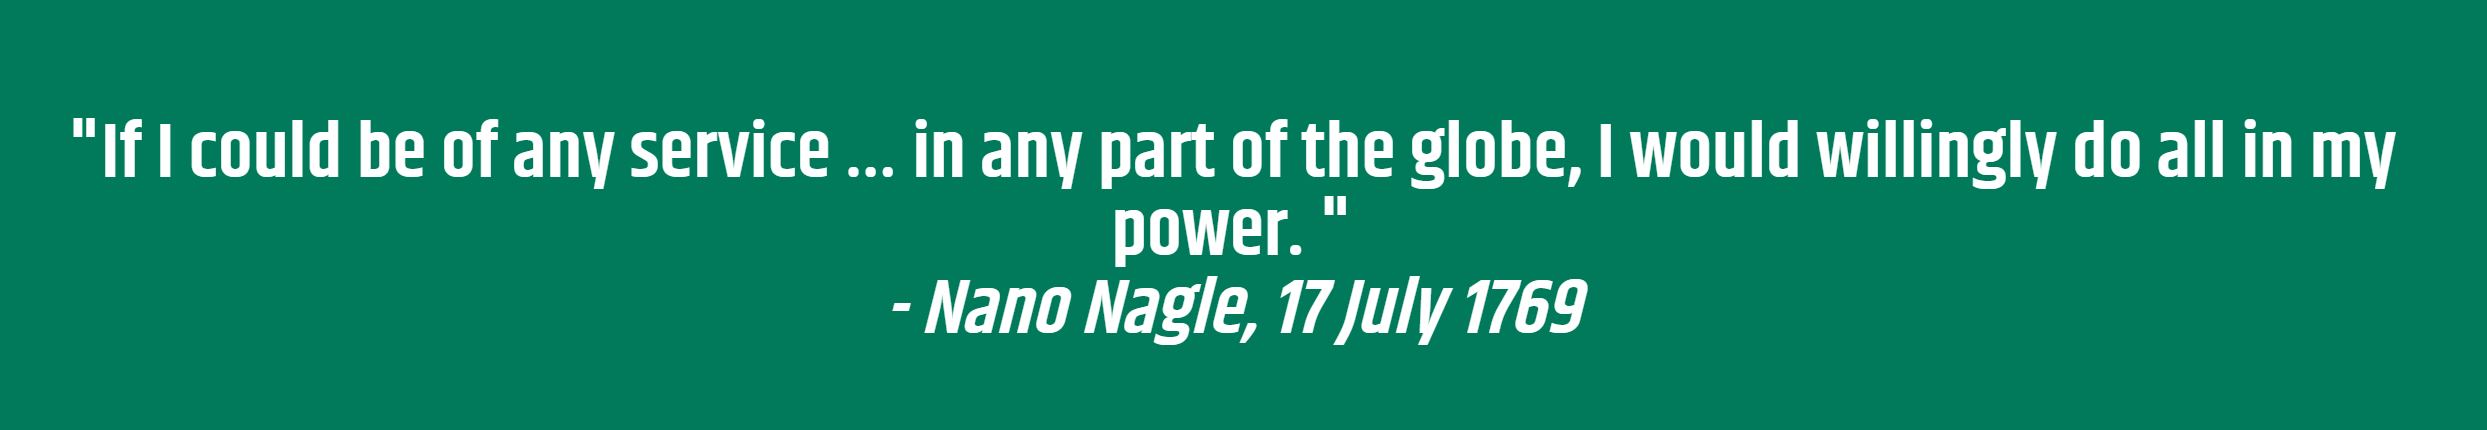 "If I could be of any service ... in any part of the globe, I would willingly do all in my
power. "
- Nano Nagle, 17 July 1769